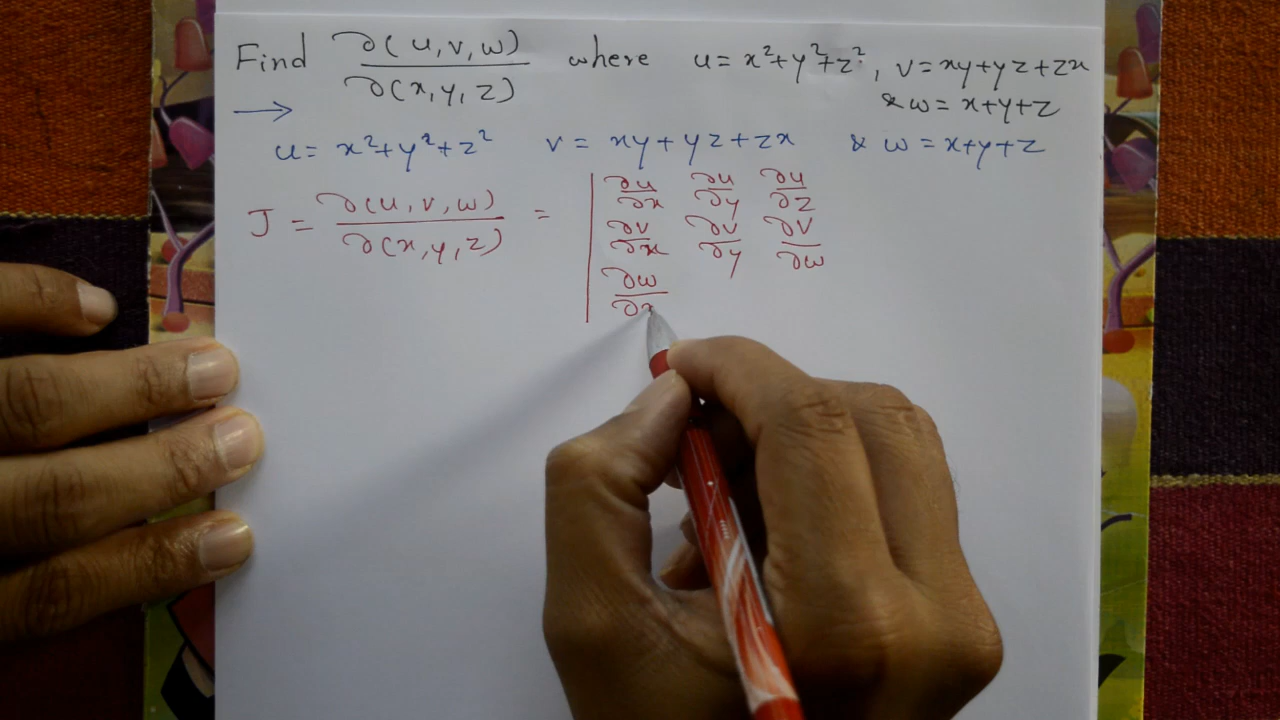 Find ∂(u,v,w)/∂(x,y,z) where u=x²+y²+z², v=xy+yz+zx
& w=x+y+z
→
u=x²+y²+z² v=xy+yz+zx & w=x+y+z
J = ∂(u,v,w)/∂(x,y,z) = | ∂u/∂x ∂u/∂y ∂u/∂z
∂v/∂x ∂v/∂y ∂v/∂w
∂w/∂x